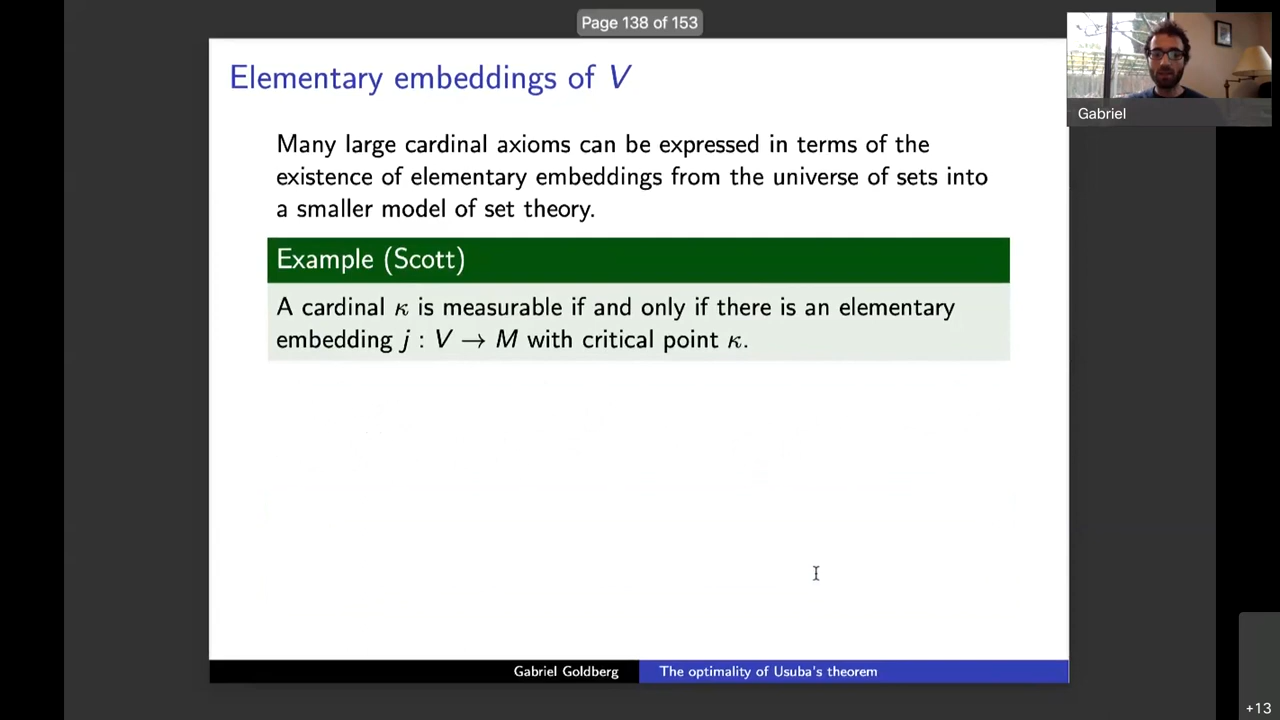 Page 138 of 153
Elementary embeddings of V
Gabriel
Many large cardinal axioms can be expressed in terms of the
existence of elementary embeddings from the universe of sets into
a smaller model of set theory.
Example (Scott)
A cardinal κ is measurable if and only if there is an elementary
embedding j : V → M with critical point κ.
Gabriel Goldberg
The optimality of Usuba's theorem
+13